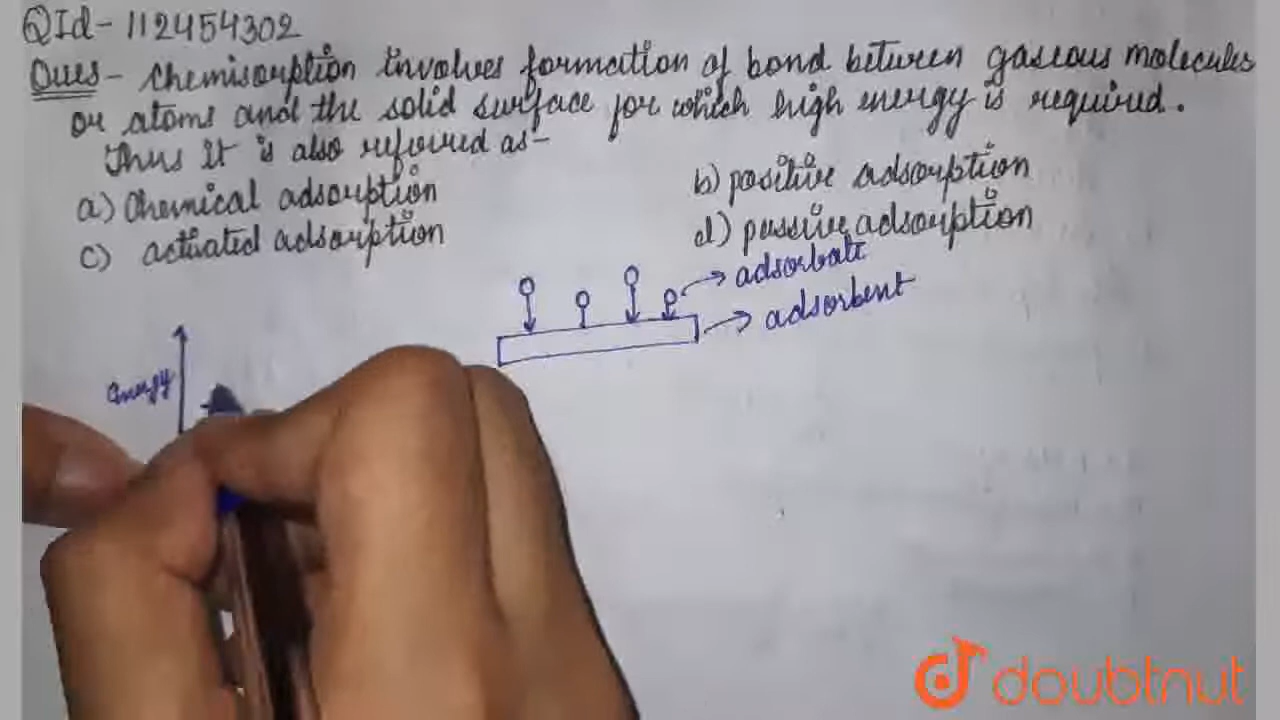 QId- 112454302
Ques - chemisorption involves formation of bond between gaseous molecules
or atoms and the solid surface for which high energy is required.
Thus it is also referred as-
a) chemical adsorption
b) positive adsorption
c) activated adsorption
d) passive adsorption
adsorbate
adsorbent
Energy
doubtnut